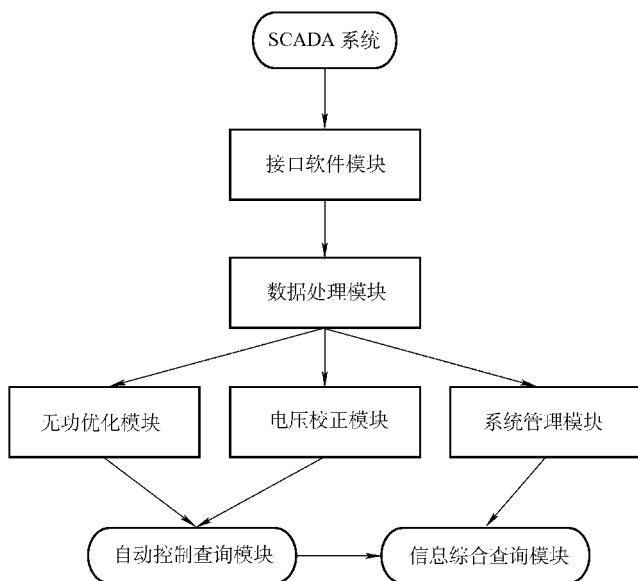 SCADA 系统
接口软件模块
数据处理模块
无功优化模块
电压校正模块
系统管理模块
自动控制查询模块
信息综合查询模块